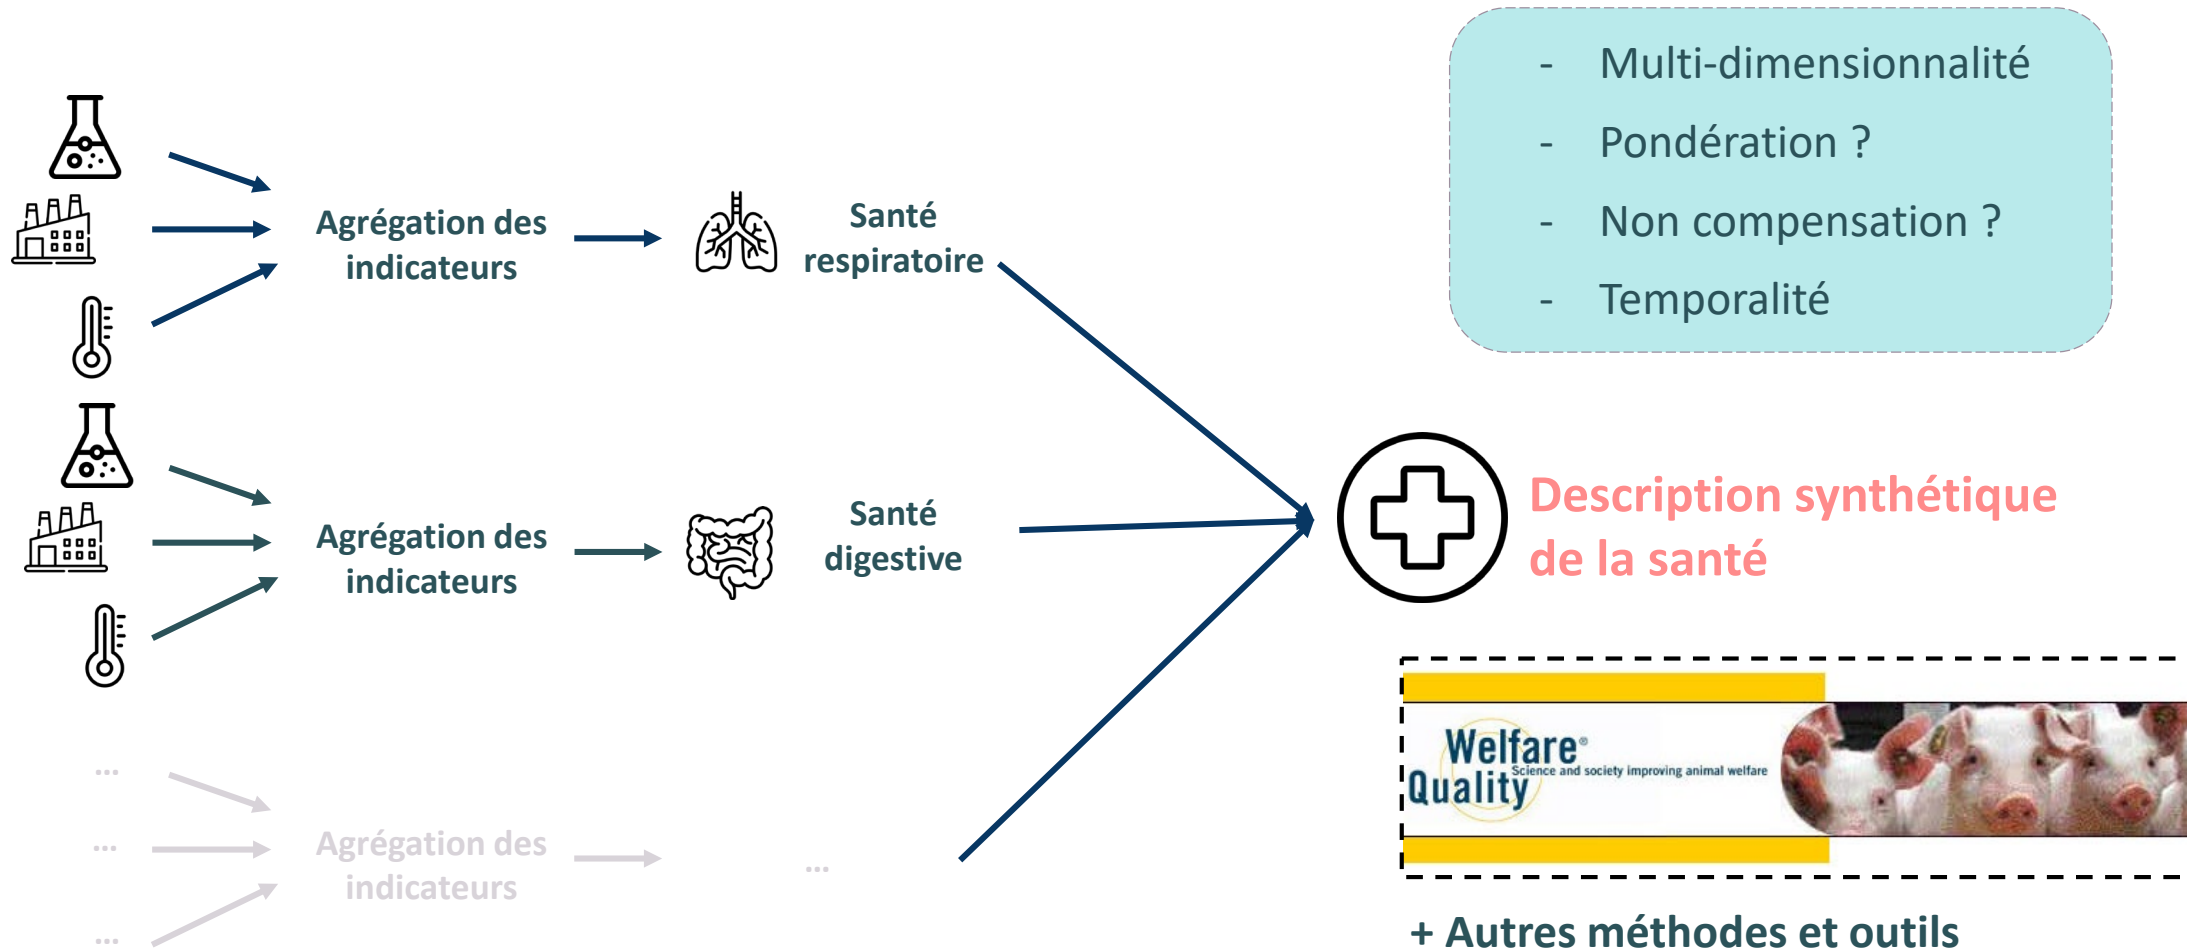 - Multi-dimensionnalité
- Pondération ?
- Non compensation ?
- Temporalité
Agrégation des
indicateurs
Santé
respiratoire
Agrégation des
indicateurs
Santé
digestive
Description synthétique
de la santé
...
...
...
Agrégation des
indicateurs
...
Welfare®
Science and society improving animal welfare
Quality
+ Autres méthodes et outils